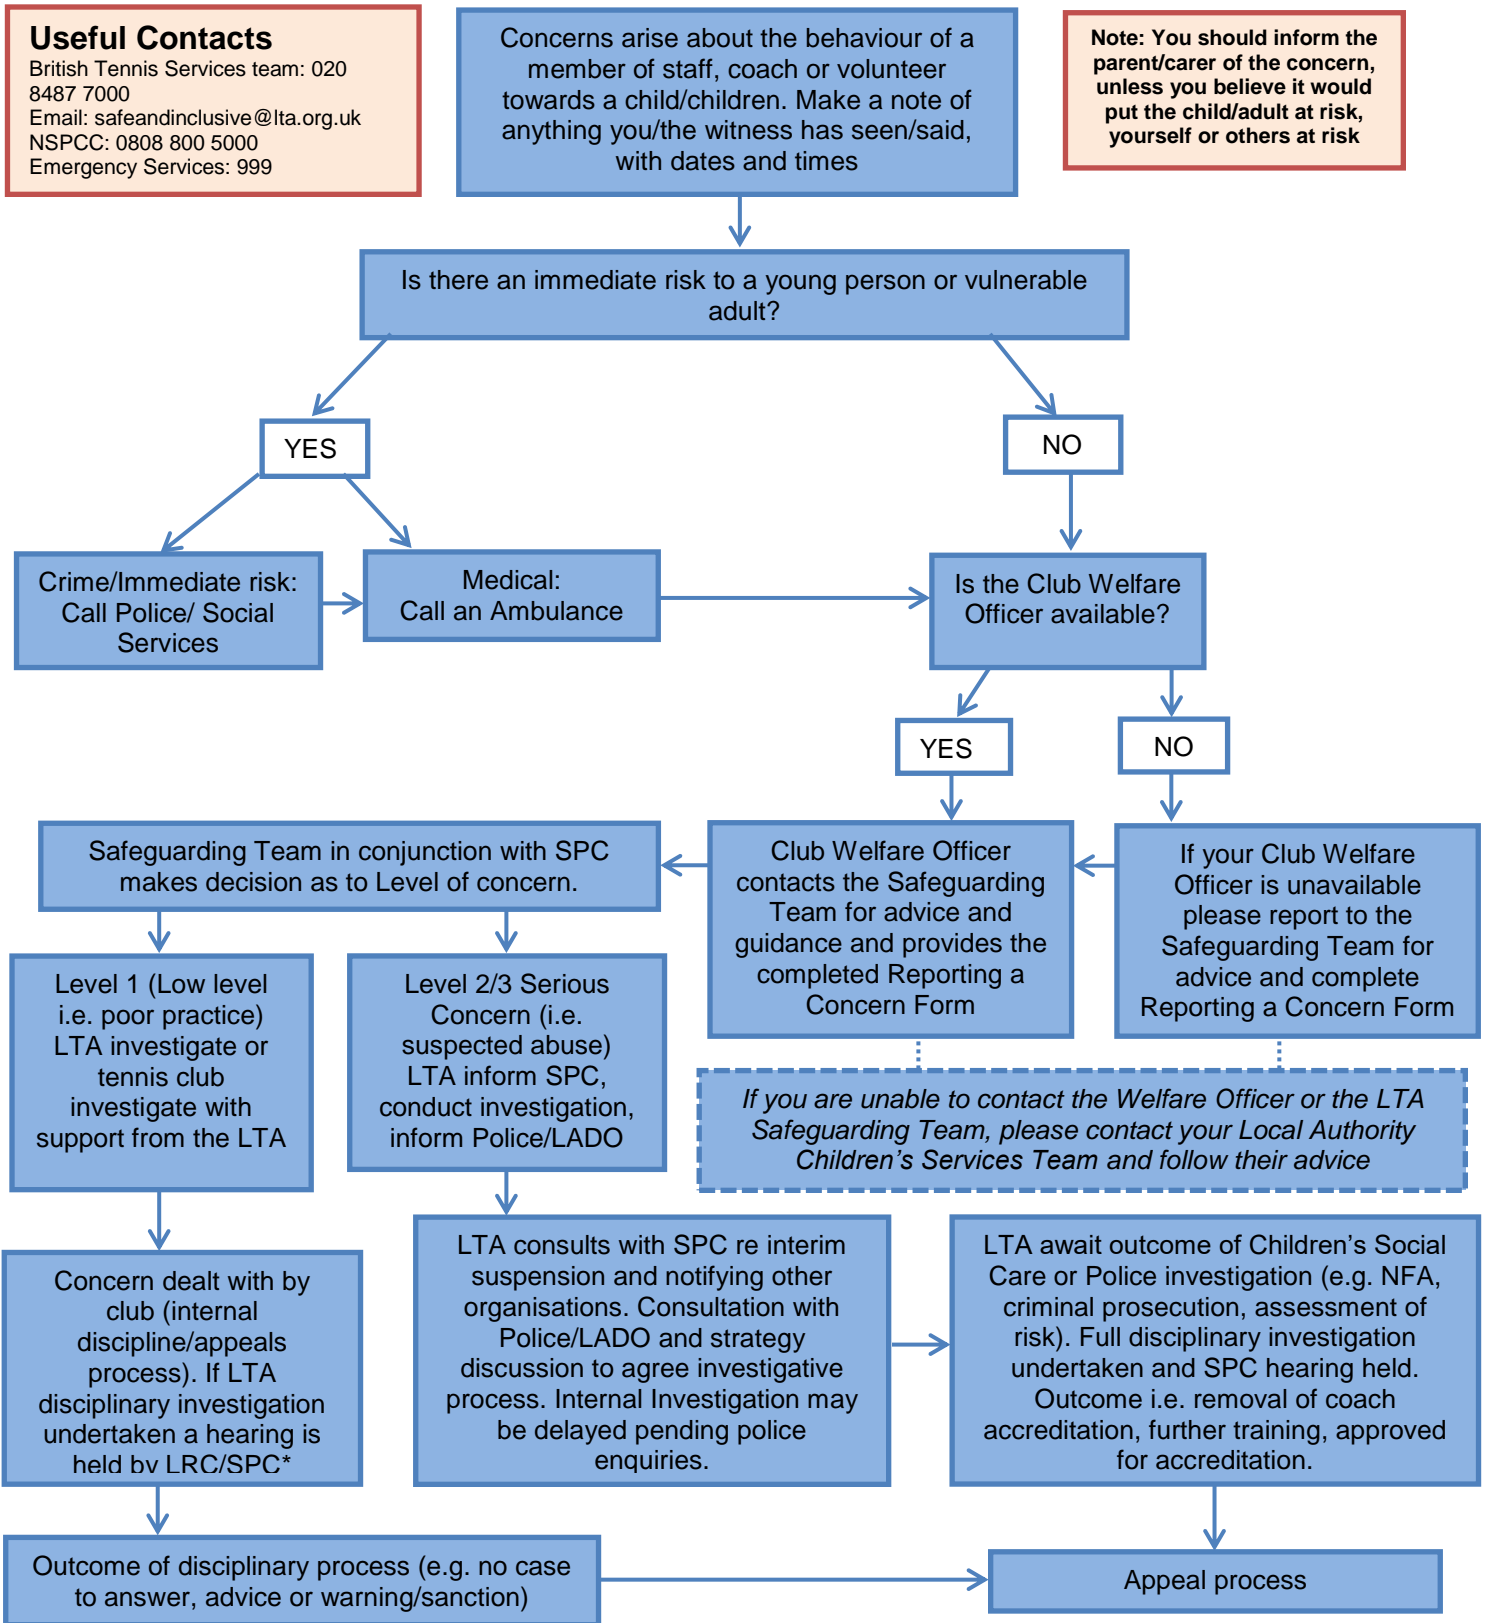 Useful Contacts
British Tennis Services team: 020
8487 7000
Email: safeandinclusive@lta.org.uk
NSPCC: 0808 800 5000
Emergency Services: 999
Concerns arise about the behaviour of a
member of staff, coach or volunteer
towards a child/children. Make a note of
anything you/the witness has seen/said,
with dates and times
Note: You should inform the
parent/carer of the concern,
unless you believe it would
put the child/adult at risk,
yourself or others at risk
Is there an immediate risk to a young person or vulnerable
adult?
YES
NO
Crime/Immediate risk:
Call Police/ Social
Services
Medical:
Call an Ambulance
Is the Club Welfare
Officer available?
YES
NO
Safeguarding Team in conjunction with SPC
makes decision as to Level of concern.
Club Welfare Officer
contacts the Safeguarding
Team for advice and
guidance and provides the
completed Reporting a
Concern Form
If your Club Welfare
Officer is unavailable
please report to the
Safeguarding Team for
advice and complete
Reporting a Concern Form
Level 1 (Low level
i.e. poor practice)
LTA investigate or
tennis club
investigate with
support from the LTA
Level 2/3 Serious
Concern (i.e.
suspected abuse)
LTA inform SPC,
conduct investigation,
inform Police/LADO
If you are unable to contact the Welfare Officer or the LTA
Safeguarding Team, please contact your Local Authority
Children's Services Team and follow their advice
Concern dealt with by
club (internal
discipline/appeals
process). If LTA
disciplinary investigation
undertaken a hearing is
held by LRC/SPC*
LTA consults with SPC re interim
suspension and notifying other
organisations. Consultation with
Police/LADO and strategy
discussion to agree investigative
process. Internal Investigation may
be delayed pending police
enquiries.
LTA await outcome of Children's Social
Care or Police investigation (e.g. NFA,
criminal prosecution, assessment of
risk). Full disciplinary investigation
undertaken and SPC hearing held.
Outcome i.e. removal of coach
accreditation, further training, approved
for accreditation.
Outcome of disciplinary process (e.g. no case
to answer, advice or warning/sanction)
Appeal process